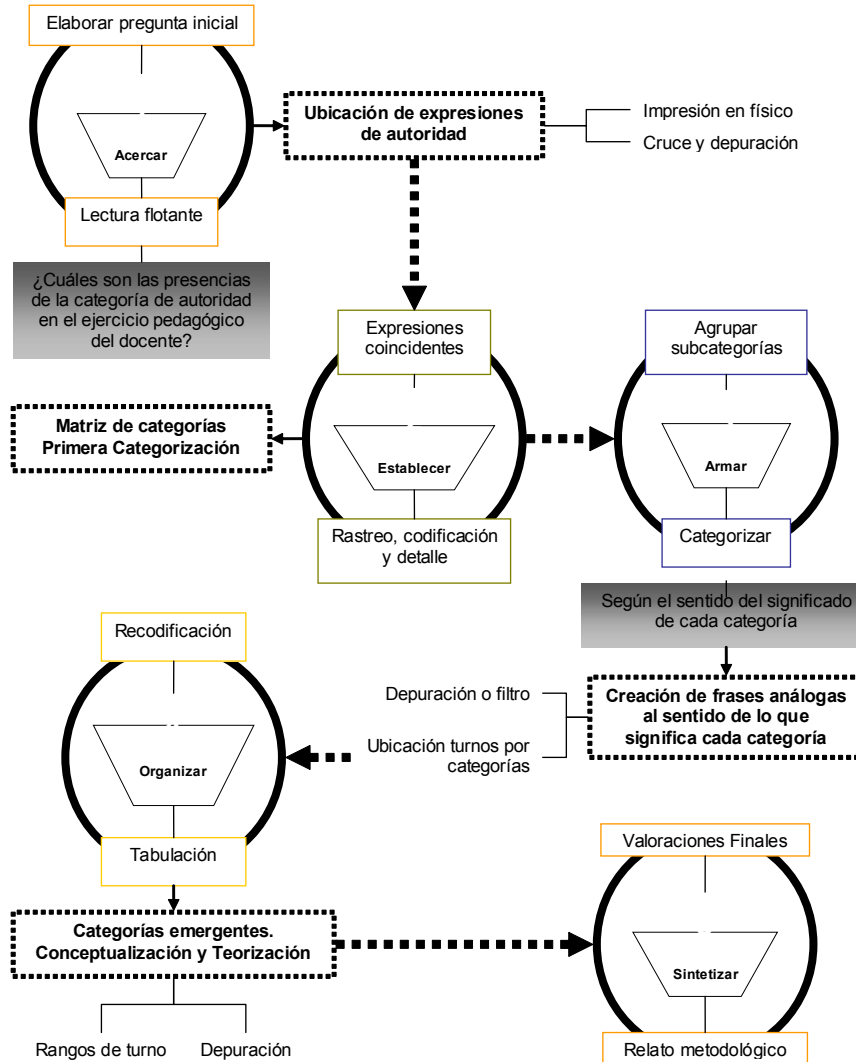 Elaborar pregunta inicial
Acercar
Lectura flotante
¿Cuáles son las presencias
de la categoría de autoridad
en el ejercicio pedagógico
del docente?
Ubicación de expresiones
de autoridad
Impresión en físico
Cruce y depuración
Expresiones
coincidentes
Establecer
Rastreo, codificación
y detalle
Matriz de categorías
Primera Categorización
Agrupar
subcategorías
Armar
Categorizar
Según el sentido del significado
de cada categoría
Creación de frases análogas
al sentido de lo que
significa cada categoría
Depuración o filtro
Ubicación turnos por
categorías
Recodificación
Organizar
Tabulación
Categorías emergentes.
Conceptualización y Teorización
Rangos de turno
Depuración
Valoraciones Finales
Sintetizar
Relato metodológico